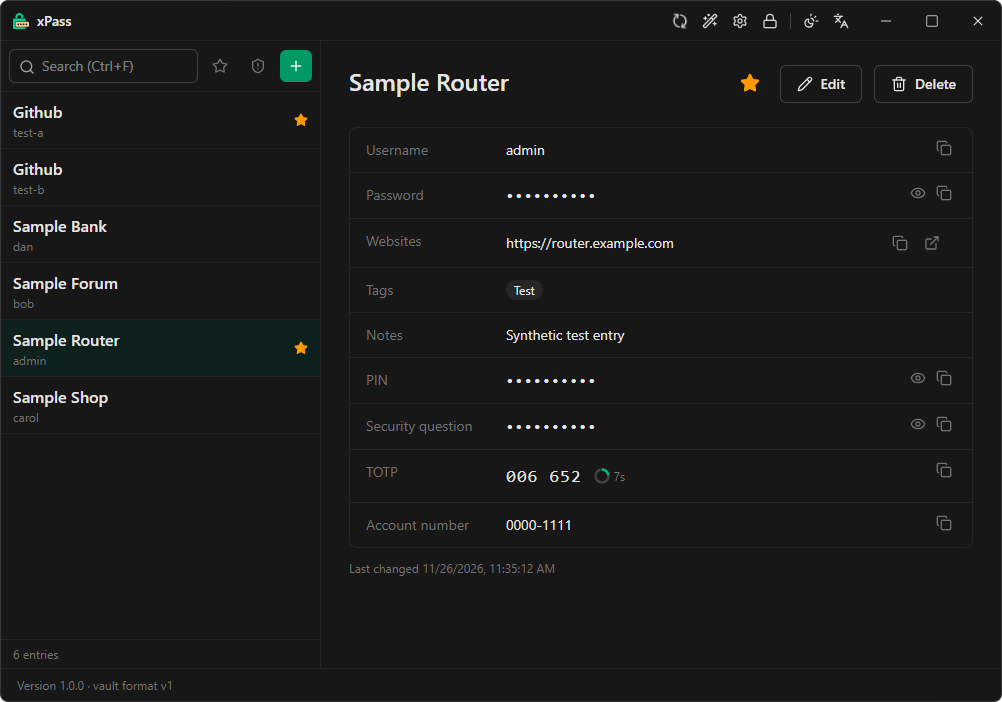 xPass
Search (Ctrl+F)
Github
test-a
Github
test-b
Sample Bank
dan
Sample Forum
bob
Sample Router
admin
Sample Shop
carol
6 entries
Sample Router
Edit
Delete
Username admin
Password ••••••••••
Websites https://router.example.com
Tags Test
Notes Synthetic test entry
PIN ••••••••••
Security question ••••••••••
TOTP 006 652 7s
Account number 0000-1111
Last changed 11/26/2026, 11:35:12 AM
Version 1.0.0 · vault format v1